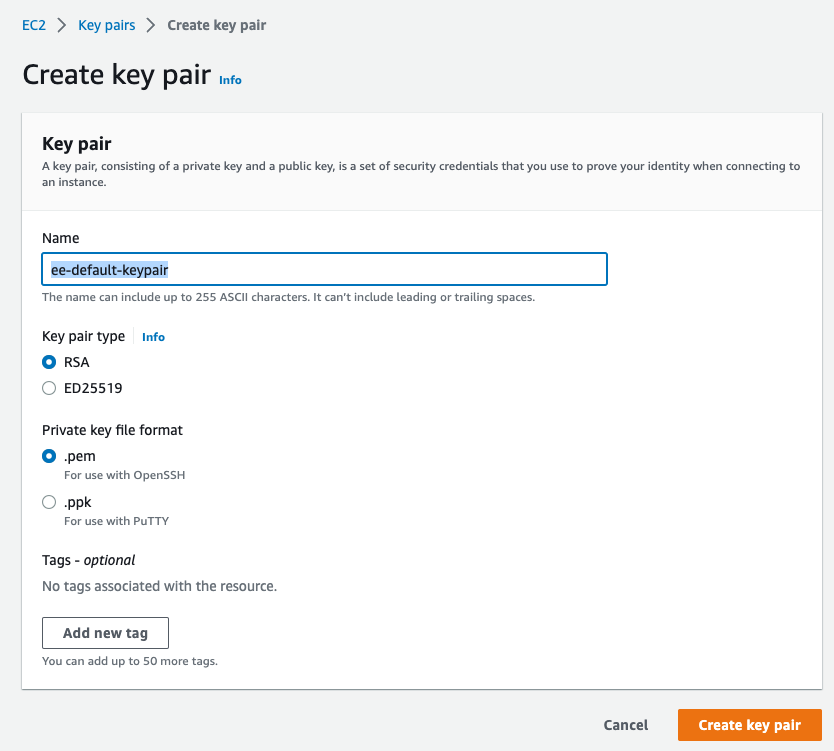 EC2 > Key pairs > Create key pair
Create key pair Info
Key pair
A key pair, consisting of a private key and a public key, is a set of security credentials that you use to prove your identity when connecting to
an instance.
Name
ee-default-keypair
The name can include up to 255 ASCII characters. It can't include leading or trailing spaces.
Key pair type Info
RSA
ED25519
Private key file format
.pem
For use with OpenSSH
.ppk
For use with PuTTY
Tags - optional
No tags associated with the resource.
Add new tag
You can add up to 50 more tags.
Cancel Create key pair